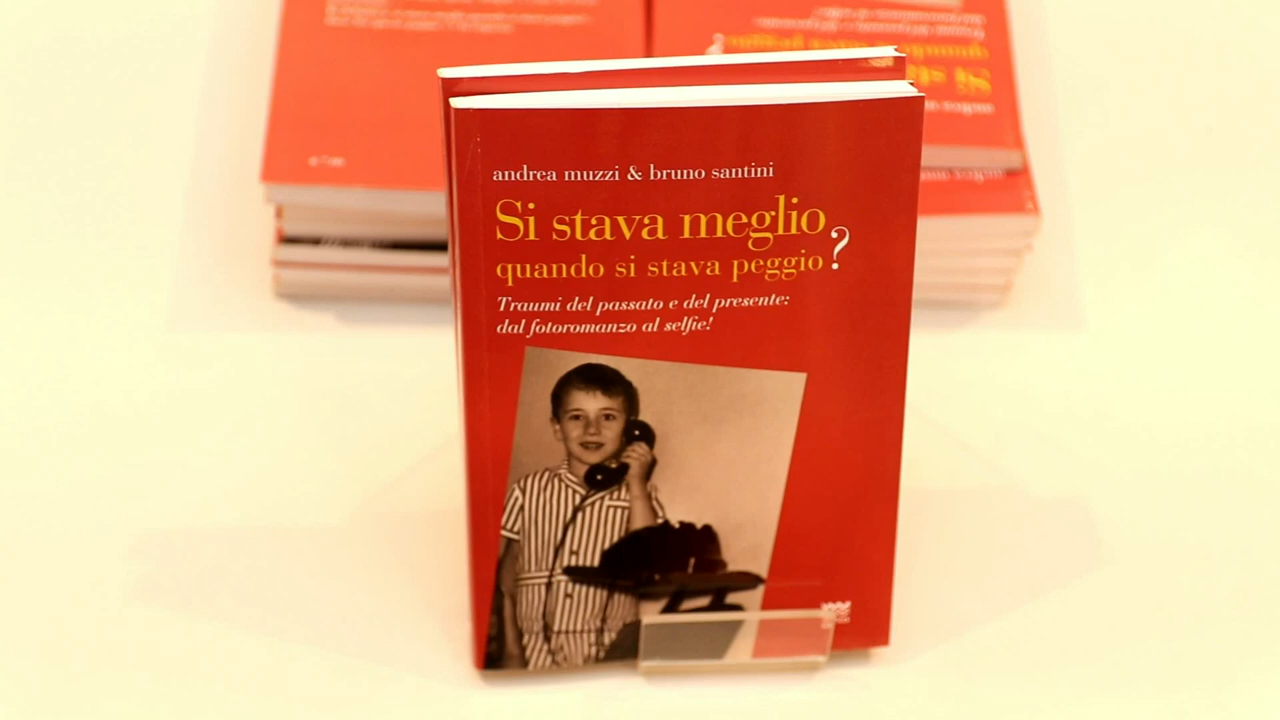 andrea muzzi & bruno santini
Si stava meglio
quando si stava peggio?
Traumi del passato e del presente:
dal fotoromanzo al selfie!